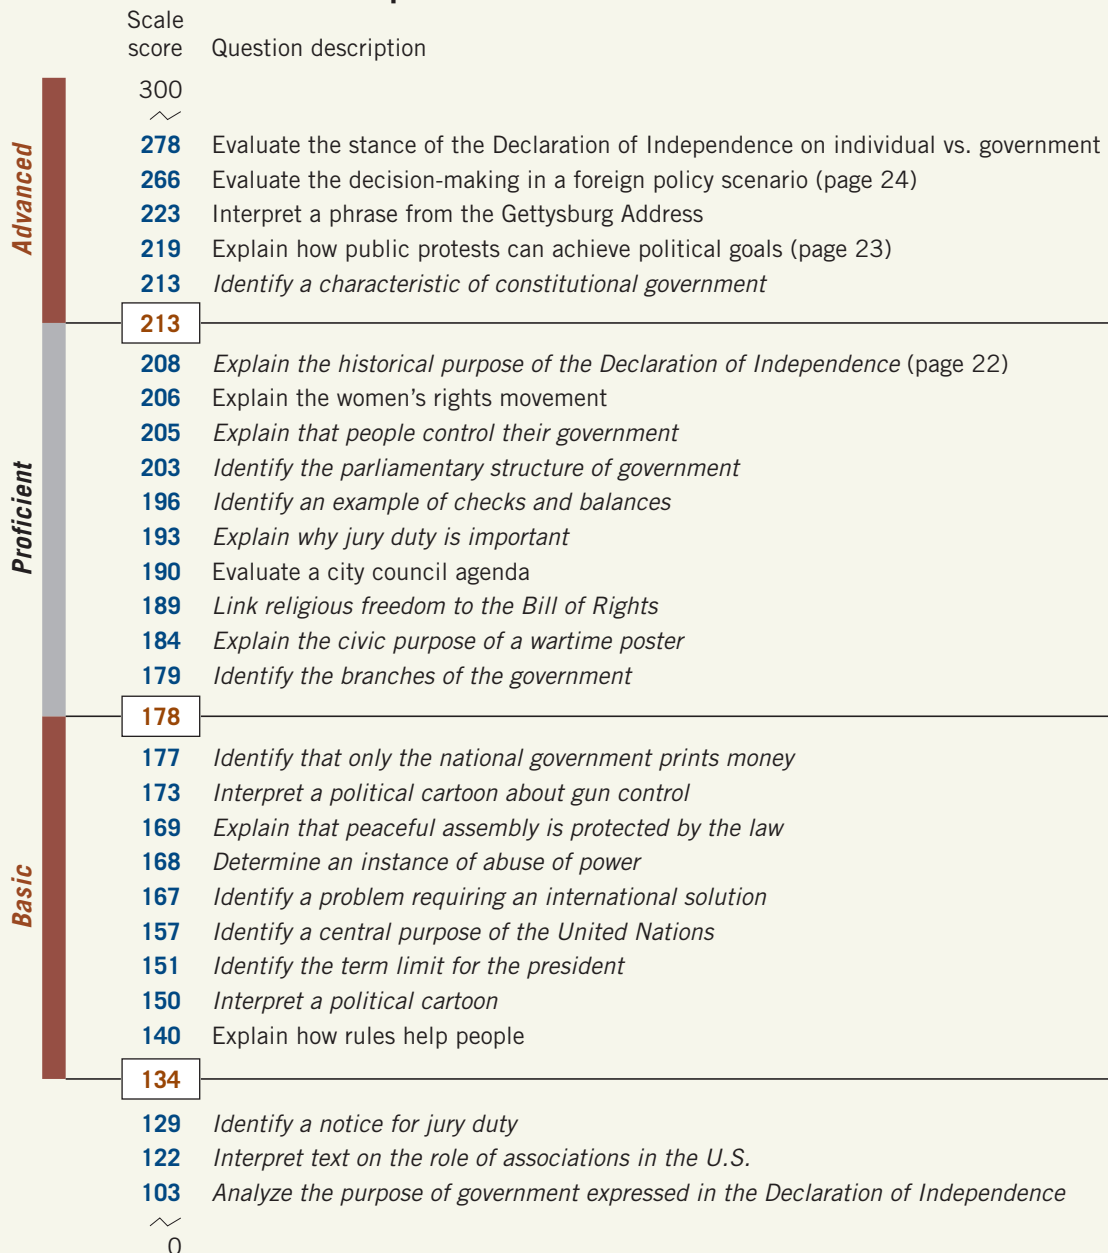 Scale
score Question description
300
278 Evaluate the stance of the Declaration of Independence on individual vs. government
266 Evaluate the decision-making in a foreign policy scenario (page 24)
223 Interpret a phrase from the Gettysburg Address
219 Explain how public protests can achieve political goals (page 23)
213 Identify a characteristic of constitutional government
Advanced
213
208 Explain the historical purpose of the Declaration of Independence (page 22)
206 Explain the women’s rights movement
205 Explain that people control their government
203 Identify the parliamentary structure of government
196 Identify an example of checks and balances
193 Explain why jury duty is important
190 Evaluate a city council agenda
189 Link religious freedom to the Bill of Rights
184 Explain the civic purpose of a wartime poster
179 Identify the branches of the government
Proficient
178
177 Identify that only the national government prints money
173 Interpret a political cartoon about gun control
169 Explain that peaceful assembly is protected by the law
168 Determine an instance of abuse of power
167 Identify a problem requiring an international solution
157 Identify a central purpose of the United Nations
151 Identify the term limit for the president
150 Interpret a political cartoon
140 Explain how rules help people
Basic
134
129 Identify a notice for jury duty
122 Interpret text on the role of associations in the U.S.
103 Analyze the purpose of government expressed in the Declaration of Independence
0